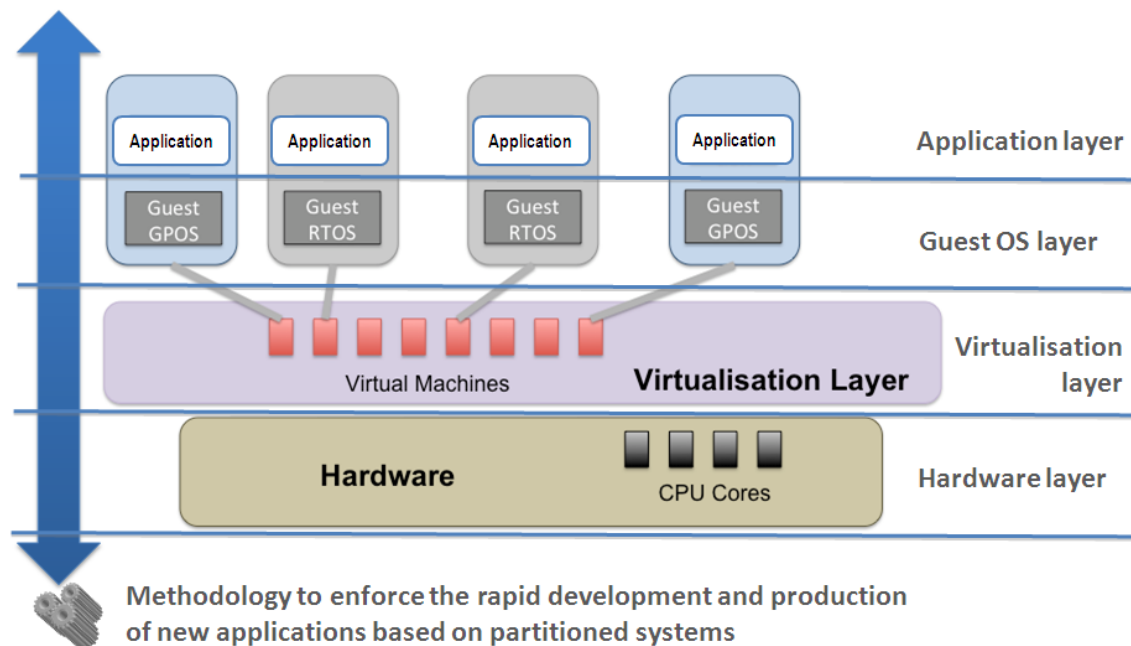 Application
Application
Application
Application
Application layer
Guest
GPOS
Guest
RTOS
Guest
RTOS
Guest
GPOS
Guest OS layer
Virtual Machines
Virtualisation Layer
Virtualisation
layer
Hardware
CPU Cores
Hardware layer
Methodology to enforce the rapid development and production
of new applications based on partitioned systems